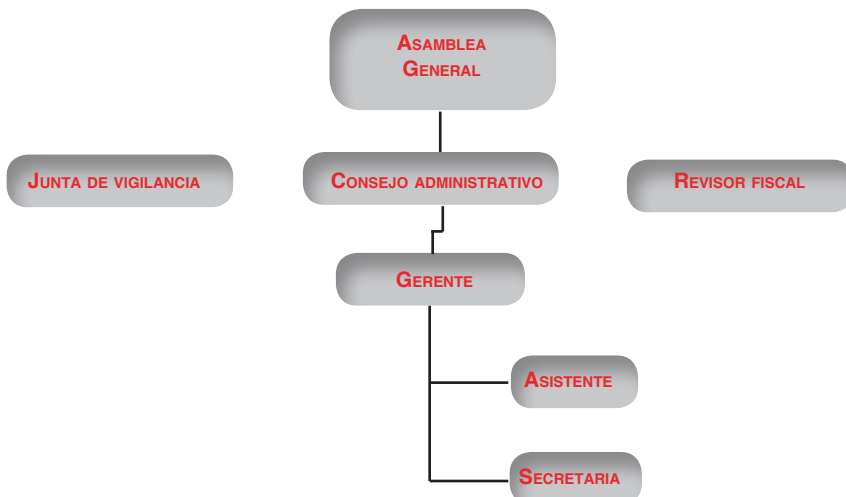 ASAMBLEA
GENERAL
JUNTA DE VIGILANCIA
CONSEJO ADMINISTRATIVO
REVISOR FISCAL
GERENTE
ASISTENTE
SECRETARIA